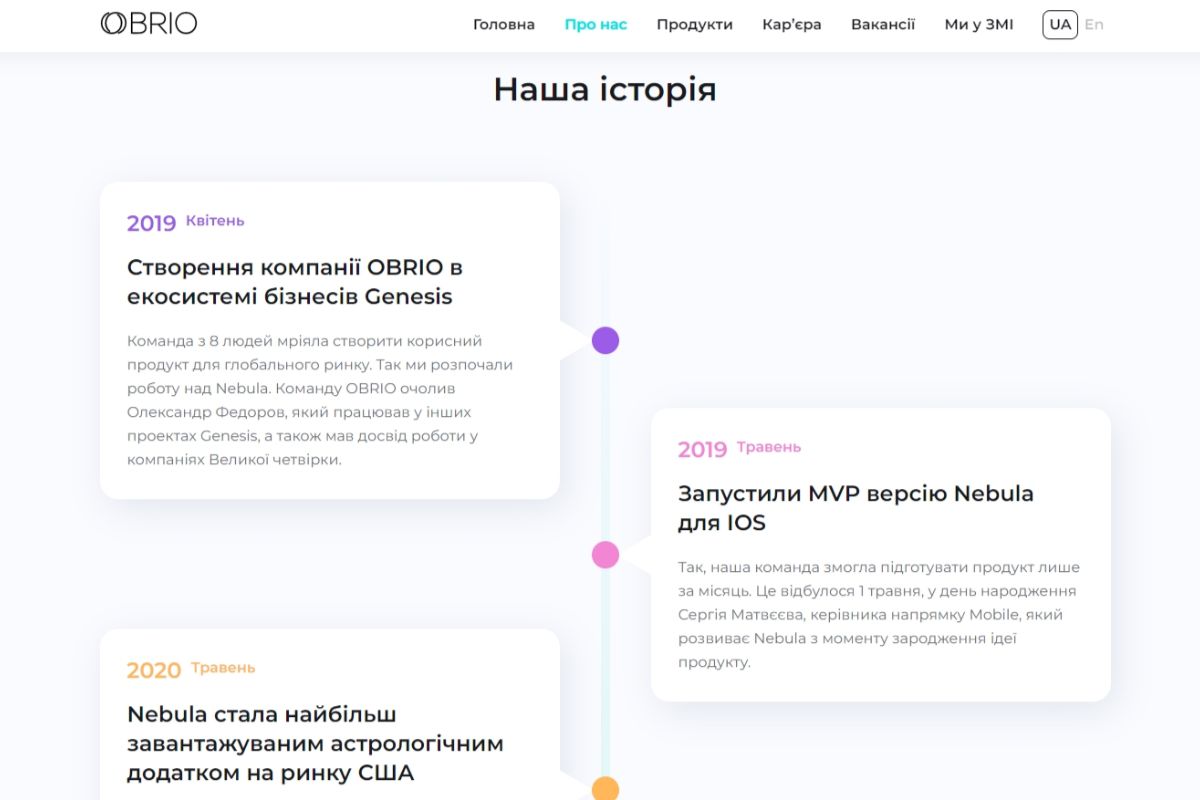 OBRIO
Головна
Про нас
Продукти
Кар’єра
Вакансії
Ми у ЗМІ
UA
En
Наша історія
2019 Квітень
Створення компанії OBRIO в
екосистемі бізнесів Genesis
Команда з 8 людей мріяла створити корисний
продукт для глобального ринку. Так ми розпочали
роботу над Nebula. Команду OBRIO очолив
Олександр Федоров, який працював у інших
проектах Genesis, а також мав досвід роботи у
компаніях Великої четвірки.
2019 Травень
Запустили MVP версію Nebula
для IOS
Так, наша команда змогла підготувати продукт лише
за місяць. Це відбулося 1 травня, у день народження
Сергія Матвєєва, керівника напрямку Mobile, який
розвиває Nebula з моменту зародження ідеї
продукту.
2020 Травень
Nebula стала найбільш
завантажуваним астрологічним
додатком на ринку США